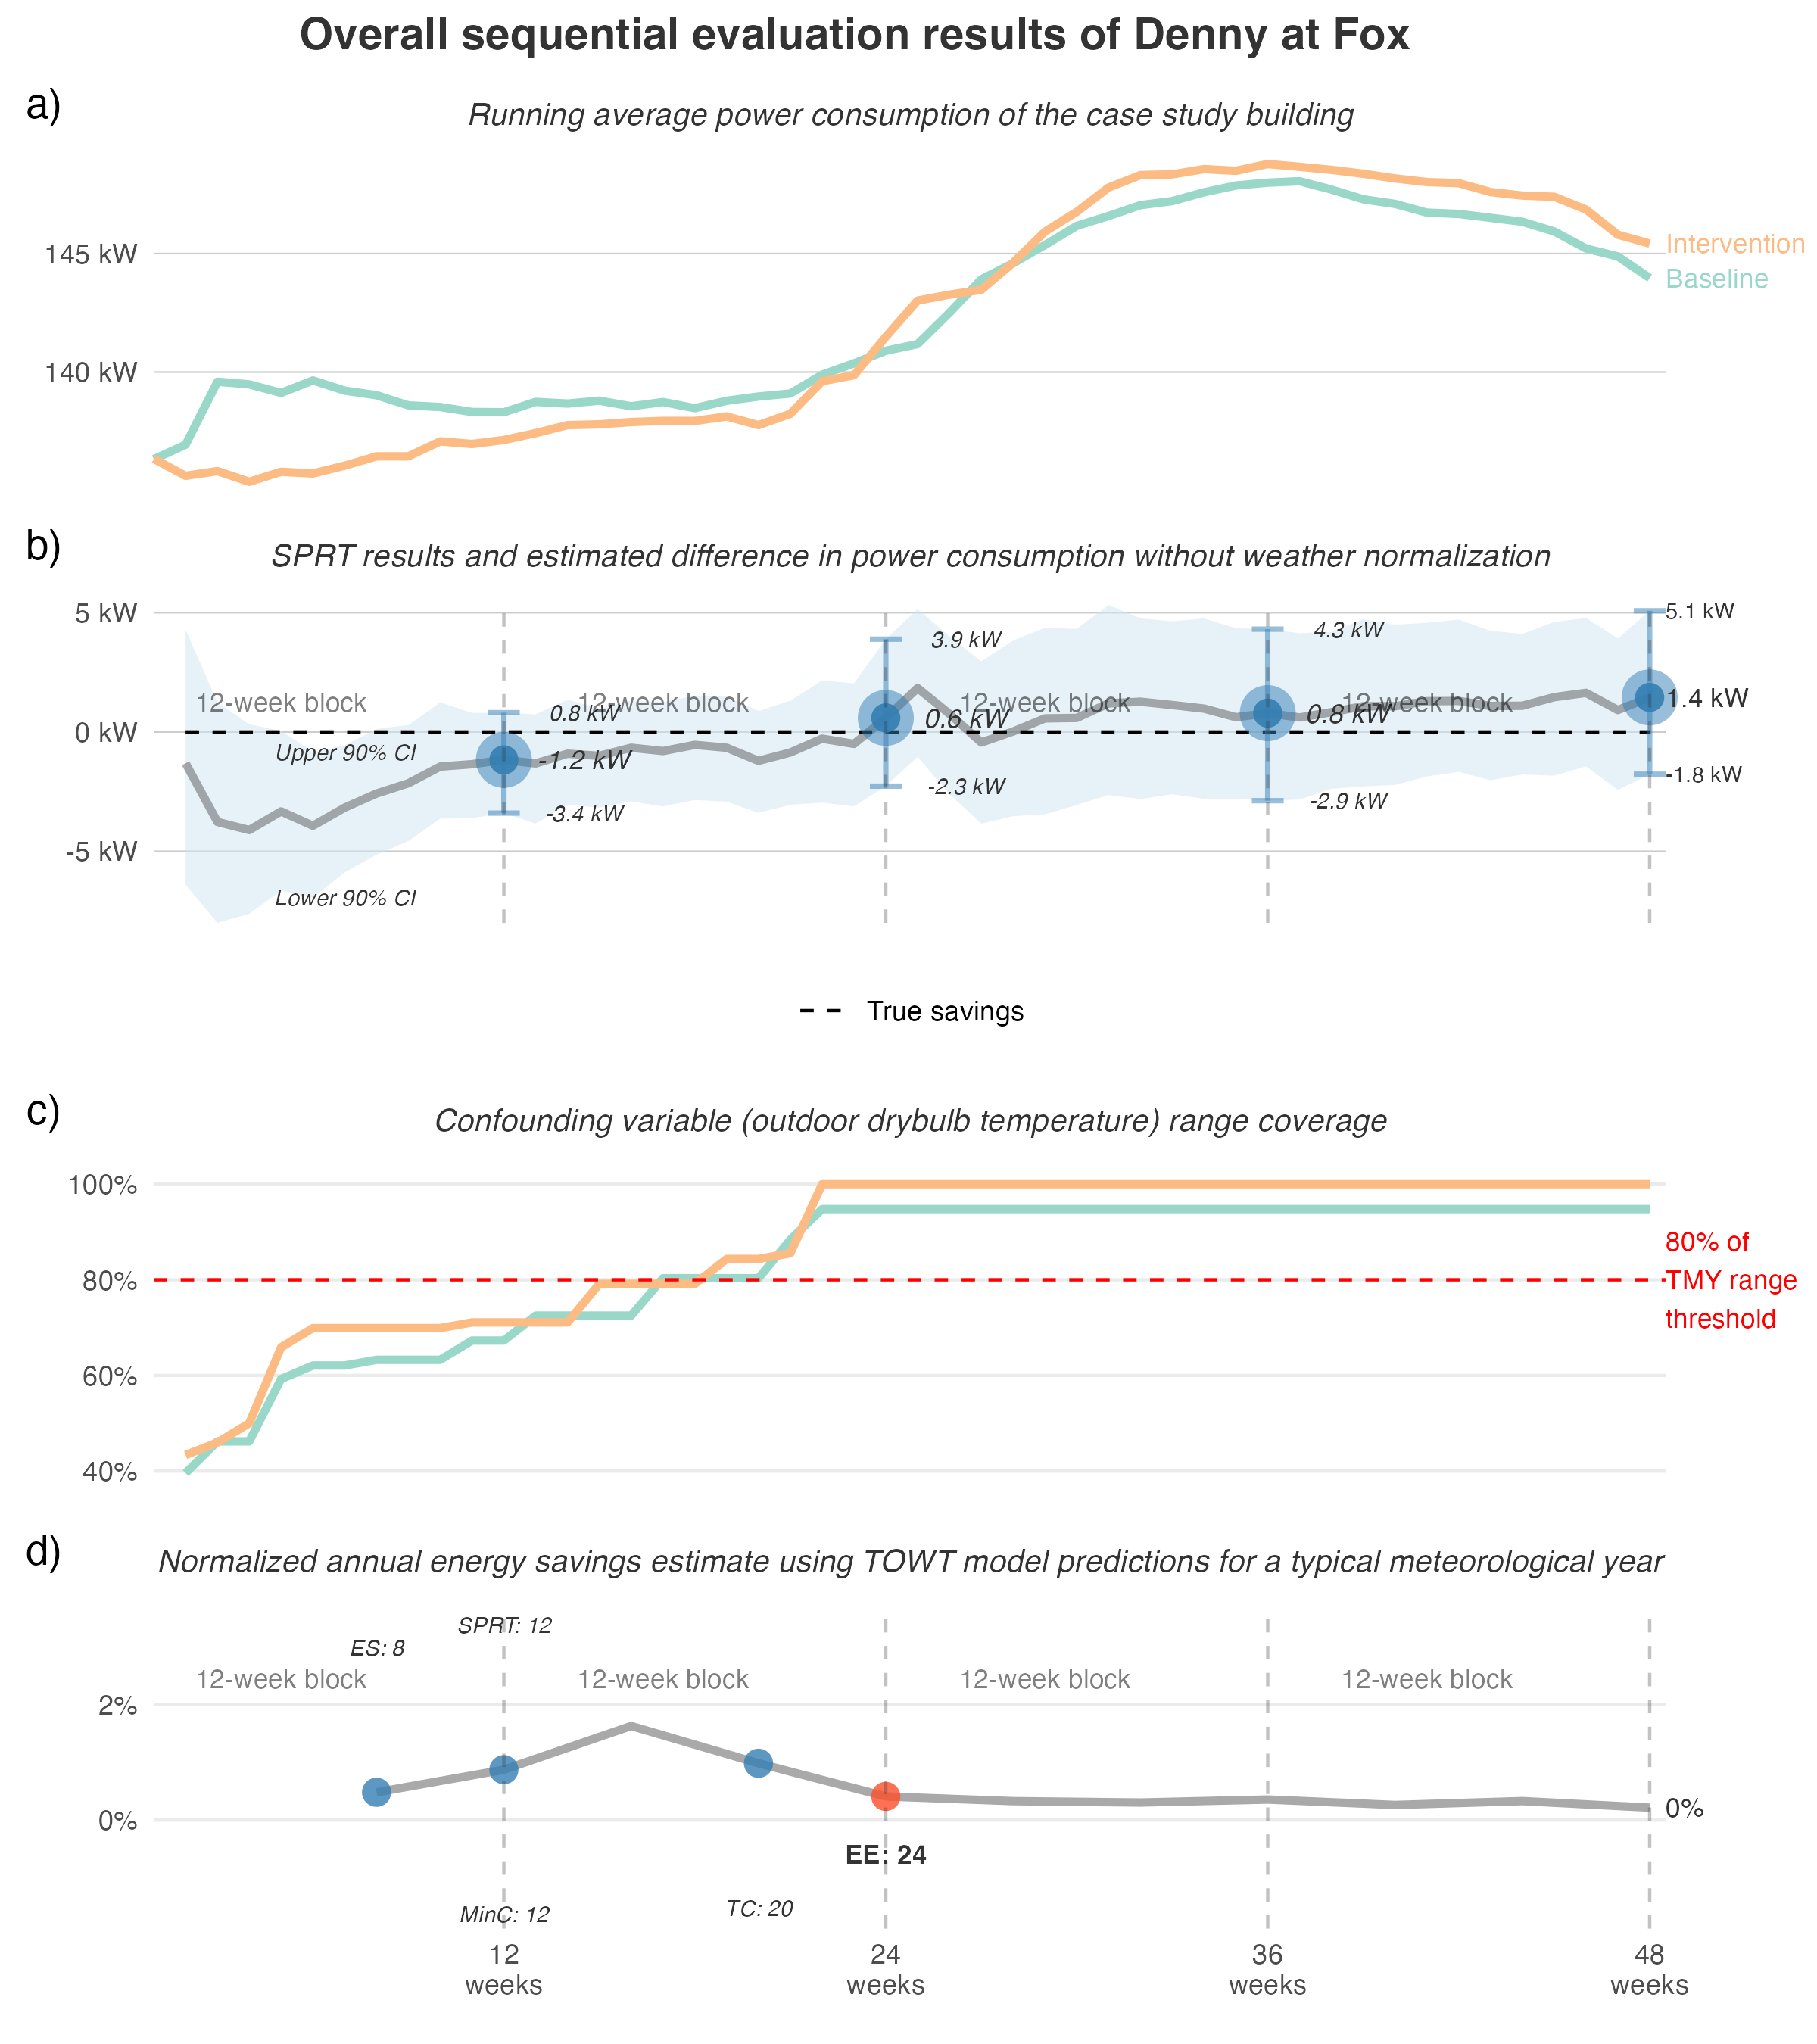 Overall sequential evaluation results of Denny at Fox
a)
Running average power consumption of the case study building
145 kW
140 kW
Intervention
Baseline
b)
SPRT results and estimated difference in power consumption without weather normalization
5 kW
0 kW
-5 kW
12-week block
12-week block
12-week block
12-week block
Upper 90% CI
Lower 90% CI
0.8 kW
-1.2 kW
-3.4 kW
3.9 kW
0.6 kW
-2.3 kW
4.3 kW
0.8 kW
-2.9 kW
5.1 kW
1.4 kW
-1.8 kW
True savings
c)
Confounding variable (outdoor drybulb temperature) range coverage
100%
80%
60%
40%
80% of
TMY range
threshold
d)
Normalized annual energy savings estimate using TOWT model predictions for a typical meteorological year
SPRT: 12
ES: 8
12-week block
12-week block
12-week block
12-week block
2%
0%
0%
EE: 24
MinC: 12
TC: 20
12
weeks
24
weeks
36
weeks
48
weeks